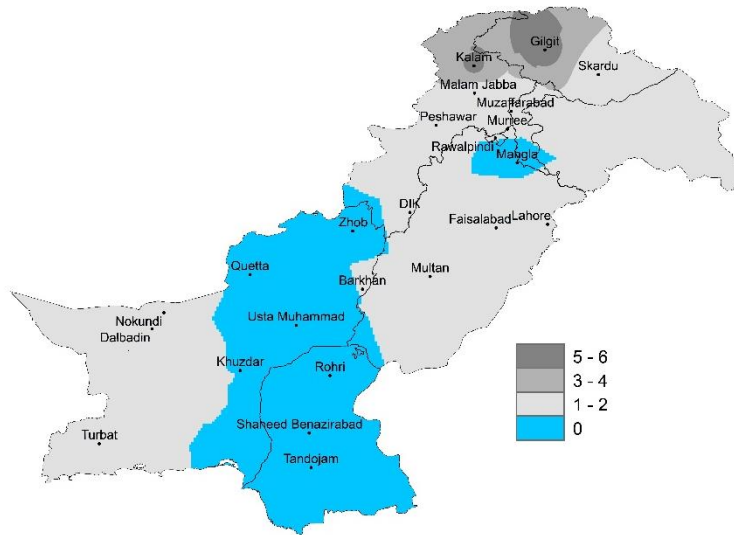 Gilgit
Kalam
Skardu
Malam Jabba
Muzaffarabad
Peshawar
Murree
Rawalpindi
Mangla
DIK
Zhob
Faisalabad
Lahore
Quetta
Barkhan
Multan
Nokundi
Usta Muhammad
Dalbadin
Khuzdar
Rohri
5 - 6
3 - 4
1 - 2
0
Turbat
Shaheed Benazirabad
Tandojam